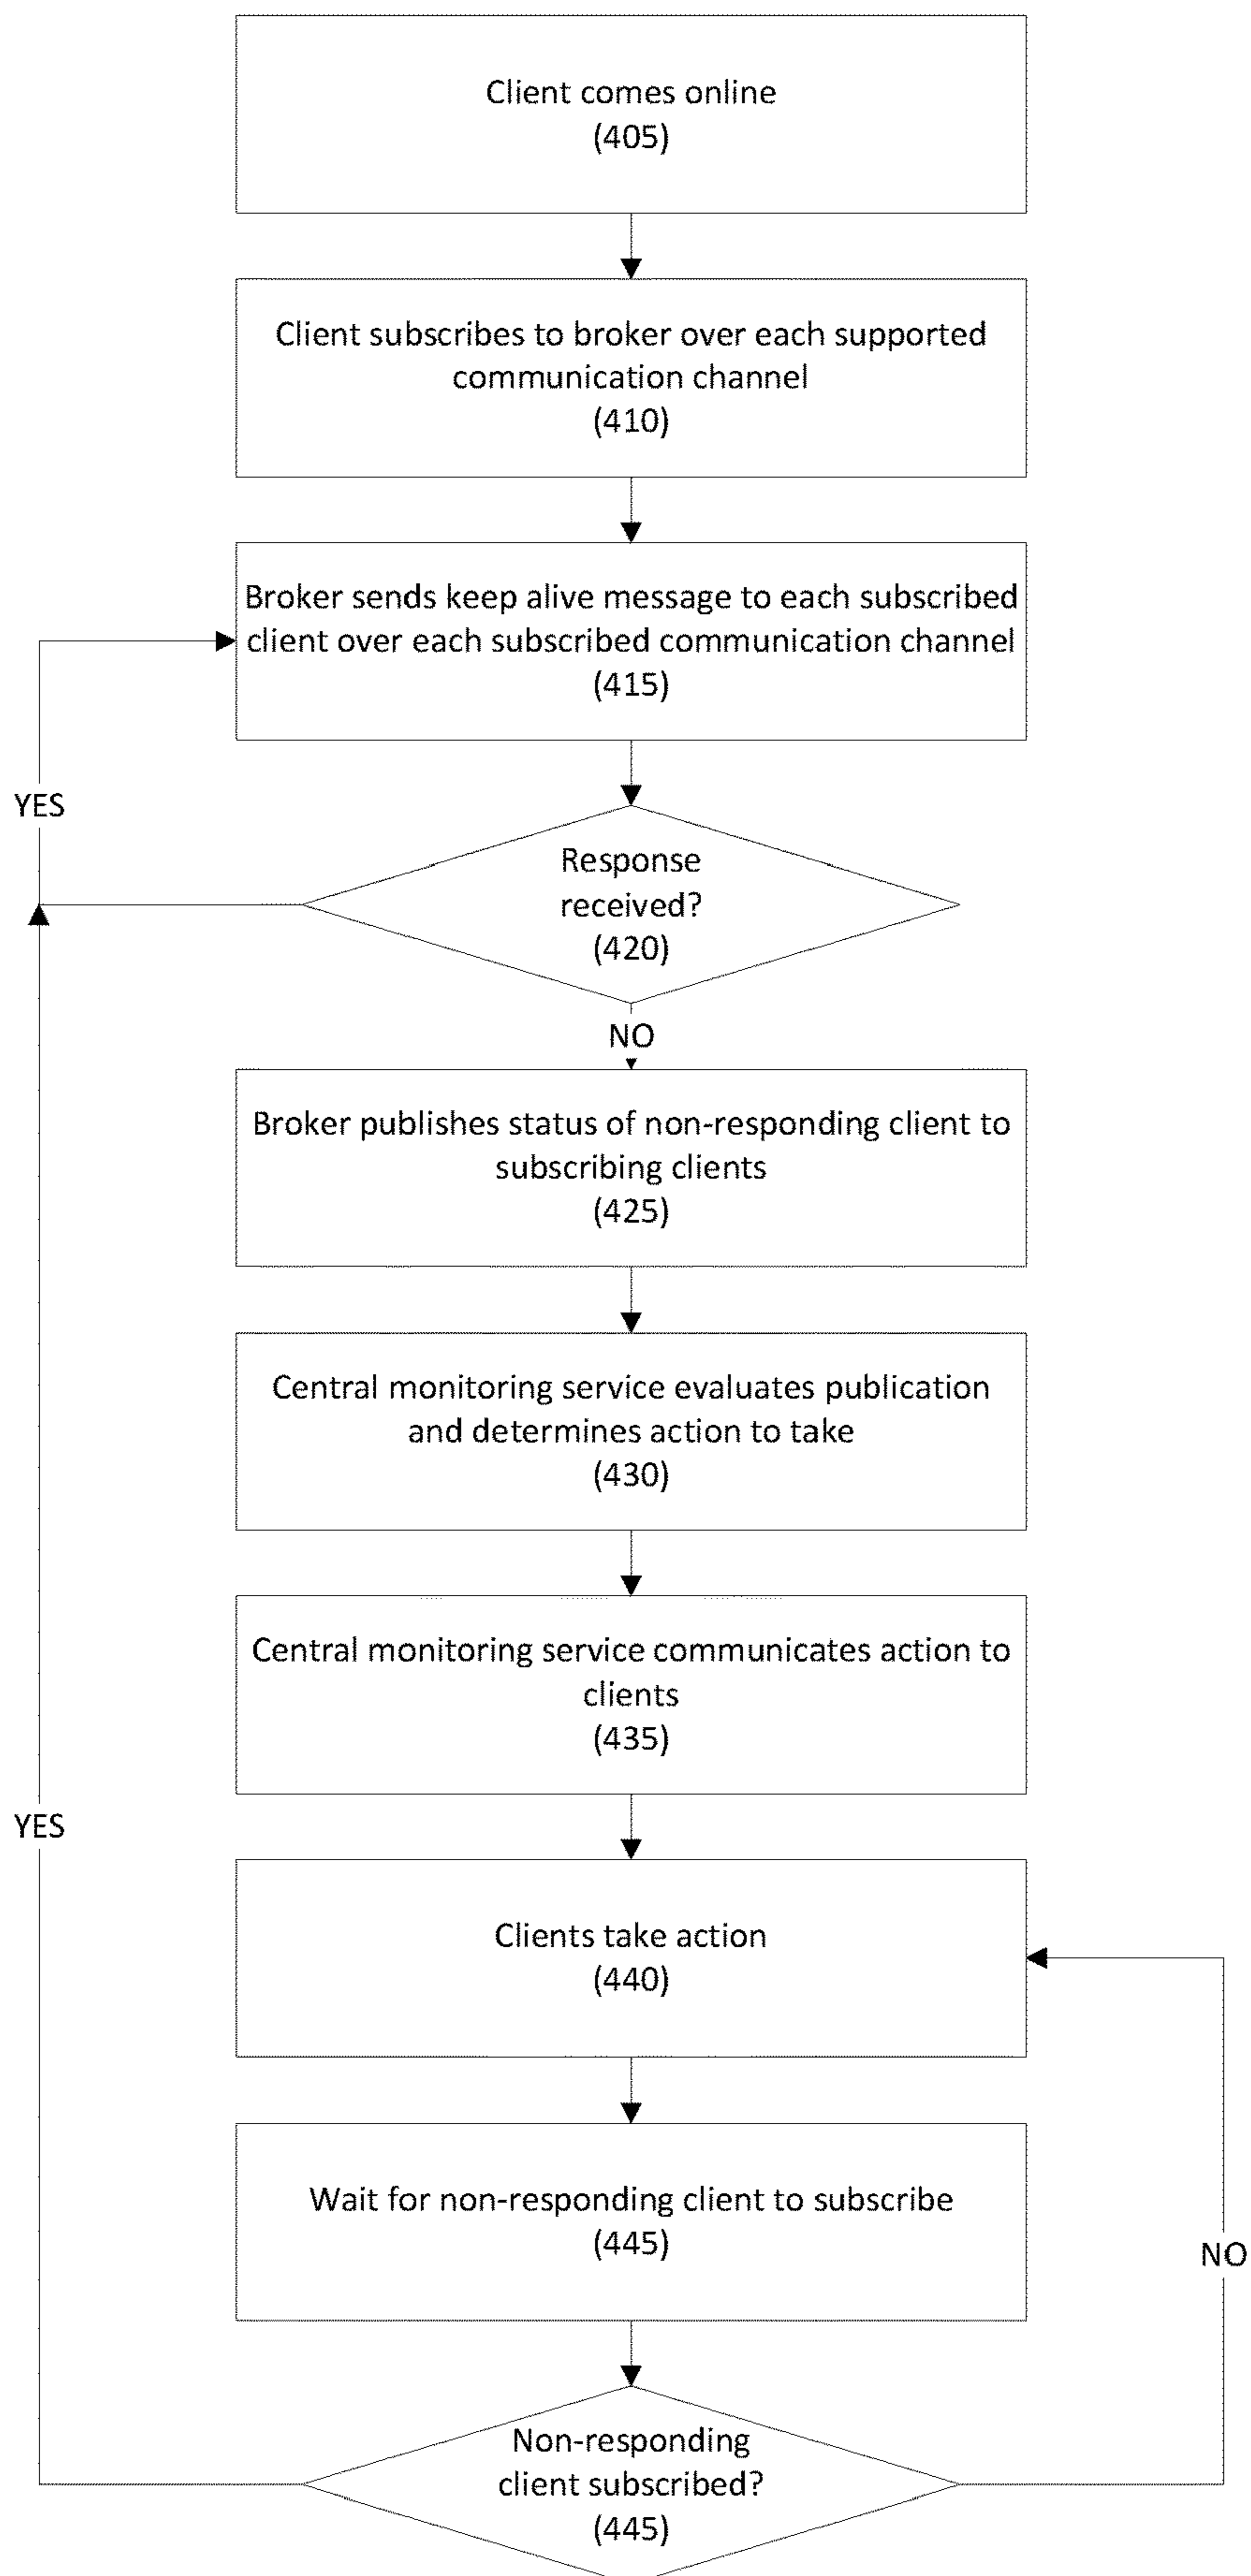 Client comes online
(405)
Client subscribes to broker over each supported
communication channel
(410)
Broker sends keep alive message to each subscribed
client over each subscribed communication channel
(415)
YES
Response
received?
(420)
NO
Broker publishes status of non-responding client to
subscribing clients
(425)
Central monitoring service evaluates publication
and determines action to take
(430)
Central monitoring service communicates action to
clients
(435)
YES
Clients take action
(440)
Wait for non-responding client to subscribe
(445)
NO
Non-responding
client subscribed?
(445)